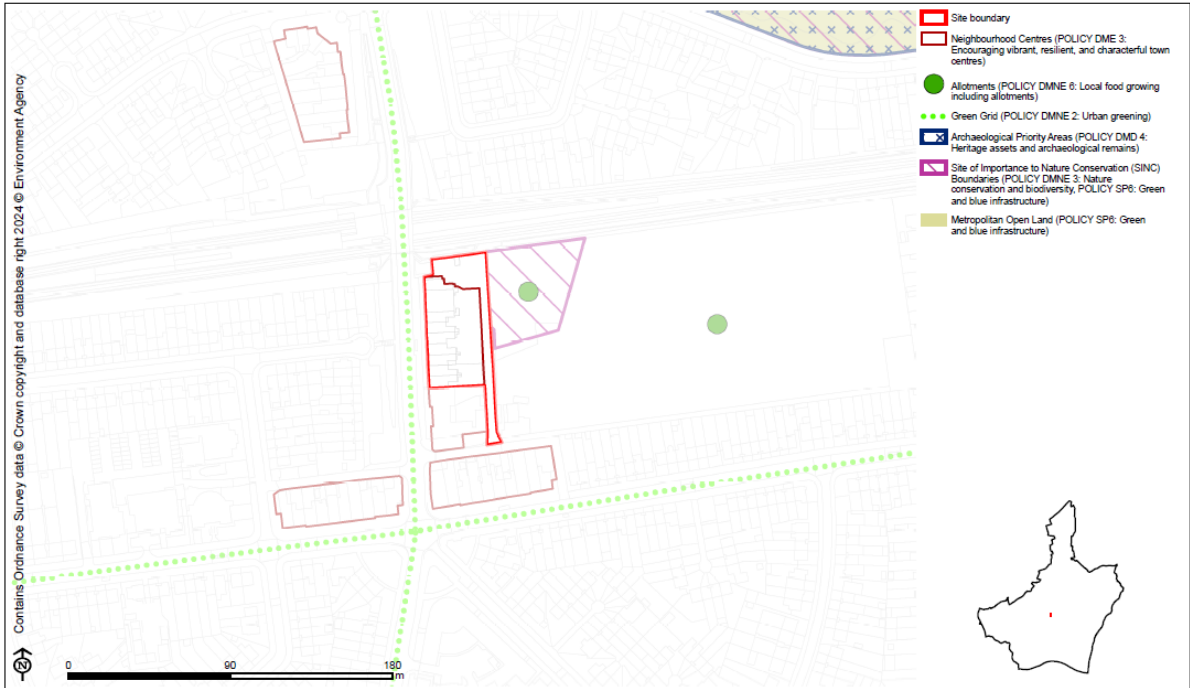 Contains Ordnance Survey data © Crown copyright and database right 2024 © Environment Agency
Site boundary
Neighbourhood Centres (POLICY DME 3:
Encouraging vibrant, resilient, and characterful town
centres)
Allotments (POLICY DMNE 6: Local food growing
including allotments)
Green Grid (POLICY DMNE 2: Urban greening)
Archaeological Priority Areas (POLICY DMD 4:
Heritage assets and archaeological remains)
Site of Importance to Nature Conservation (SINC)
Boundaries (POLICY DMNE 3: Nature
conservation and biodiversity, POLICY SP6: Green
and blue infrastructure)
Metropolitan Open Land (POLICY SP6: Green
and blue infrastructure)
N
0 90 180
m